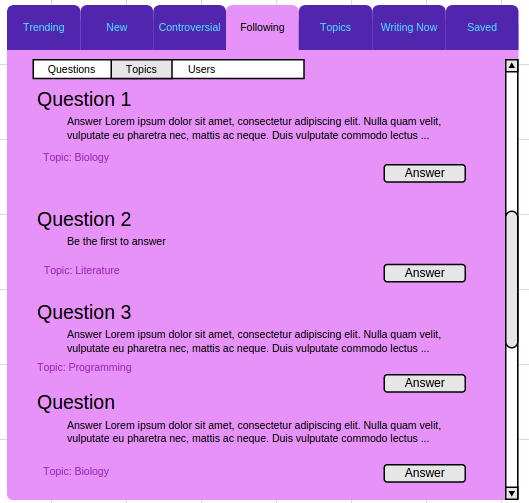 Trending New Controversial Following Topics Writing Now Saved
Questions Topics Users
Question 1
Answer Lorem ipsum dolor sit amet, consectetur adipiscing elit. Nulla quam velit,
vulputate eu pharetra nec, mattis ac neque. Duis vulputate commodo lectus ...
Topic: Biology
Answer
Question 2
Be the first to answer
Topic: Literature
Answer
Question 3
Answer Lorem ipsum dolor sit amet, consectetur adipiscing elit. Nulla quam velit,
vulputate eu pharetra nec, mattis ac neque. Duis vulputate commodo lectus ...
Topic: Programming
Answer
Question
Answer Lorem ipsum dolor sit amet, consectetur adipiscing elit. Nulla quam velit,
vulputate eu pharetra nec, mattis ac neque. Duis vulputate commodo lectus ...
Topic: Biology
Answer